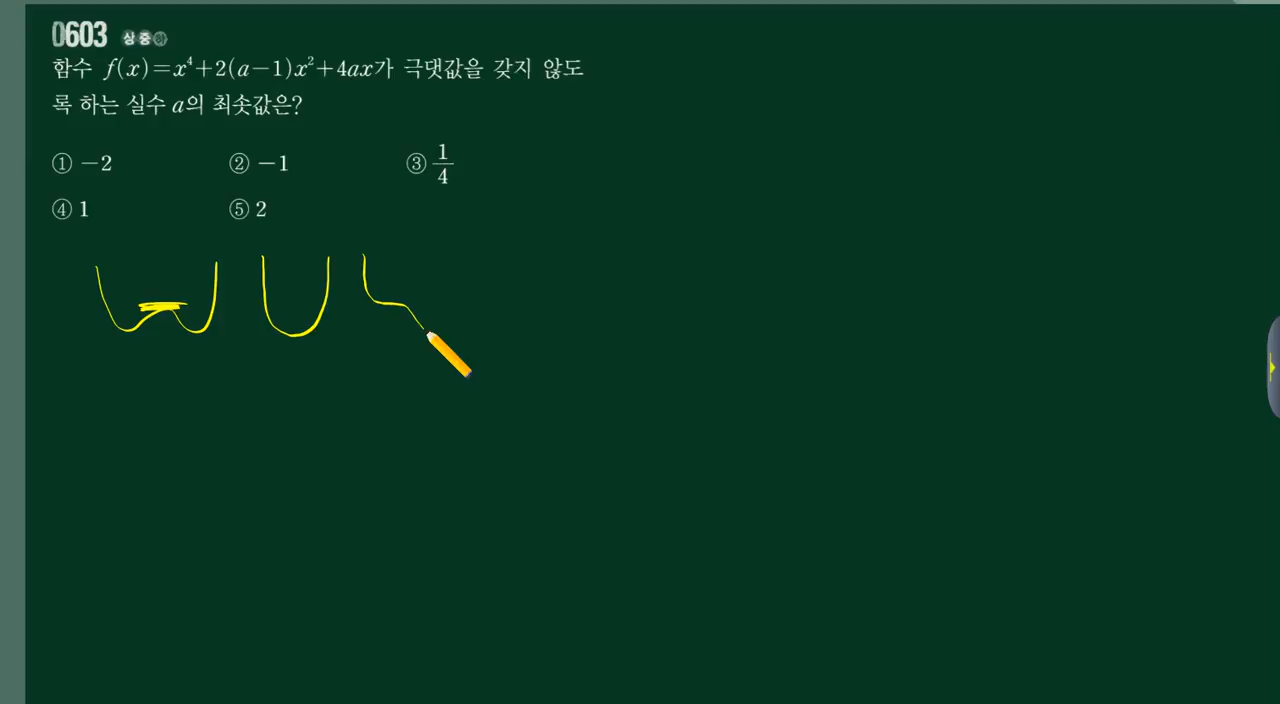 0603 상중하
함수 f(x)=x⁴+2(a−1)x²+4ax가 극댓값을 갖지 않도
록 하는 실수 a의 최솟값은?
① −2 ② −1 ③ 1/4
④ 1 ⑤ 2